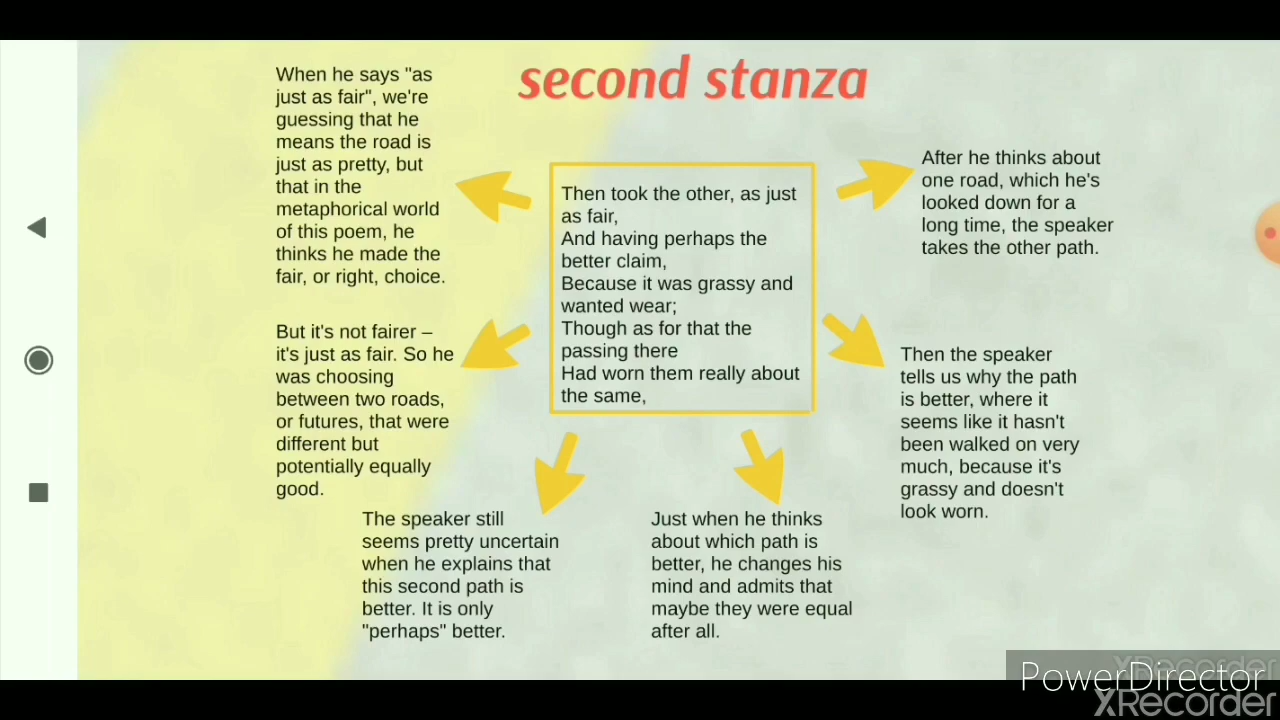 second stanza
When he says "as
just as fair", we're
guessing that he
means the road is
just as pretty, but
that in the
metaphorical world
of this poem, he
thinks he made the
fair, or right, choice.
But it's not fairer –
it's just as fair. So he
was choosing
between two roads,
or futures, that were
different but
potentially equally
good.
Then took the other, as just
as fair,
And having perhaps the
better claim,
Because it was grassy and
wanted wear;
Though as for that the
passing there
Had worn them really about
the same,
After he thinks about
one road, which he's
looked down for a
long time, the speaker
takes the other path.
Then the speaker
tells us why the path
is better, where it
seems like it hasn't
been walked on very
much, because it's
grassy and doesn't
look worn.
The speaker still
seems pretty uncertain
when he explains that
this second path is
better. It is only
"perhaps" better.
Just when he thinks
about which path is
better, he changes his
mind and admits that
maybe they were equal
after all.
XRecorder
PowerDirector
XRecorder